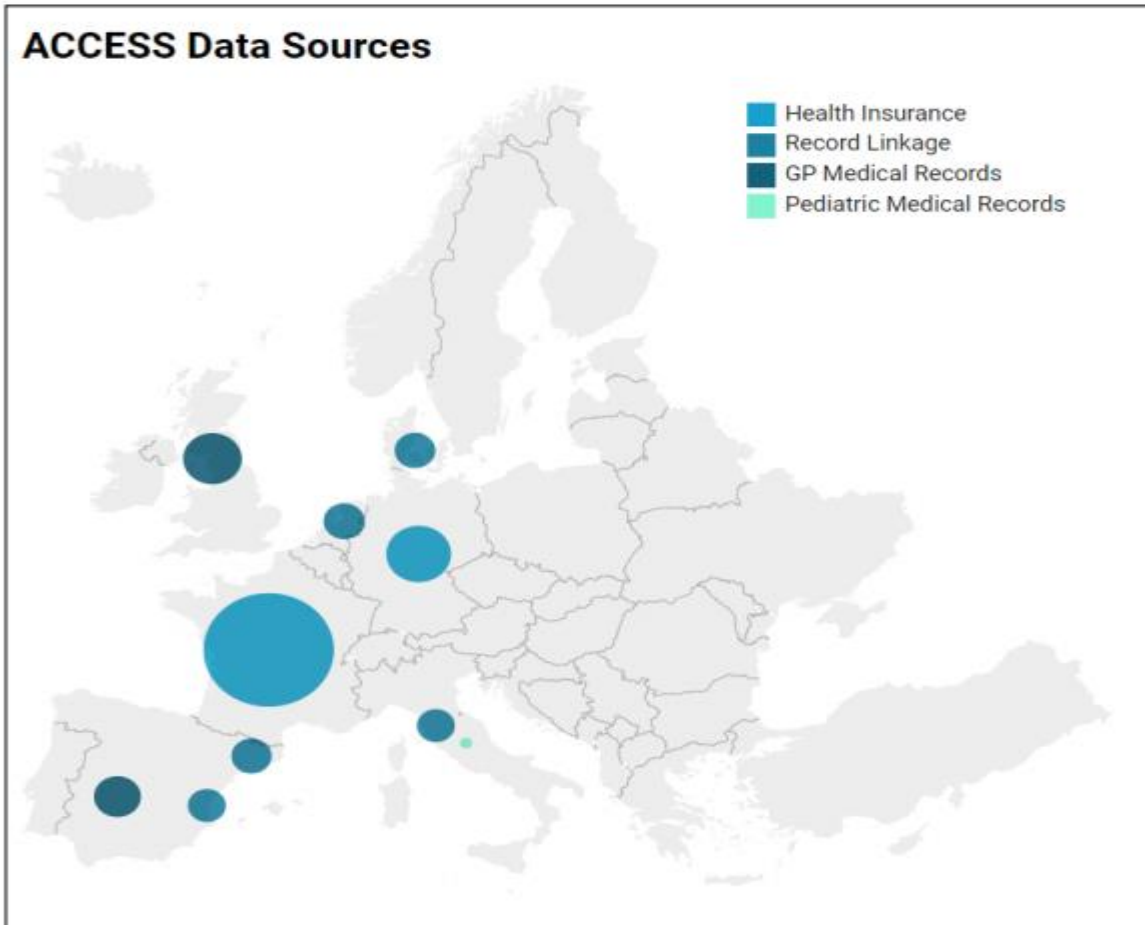 ACCESS Data Sources
Health Insurance
Record Linkage
GP Medical Records
Pediatric Medical Records